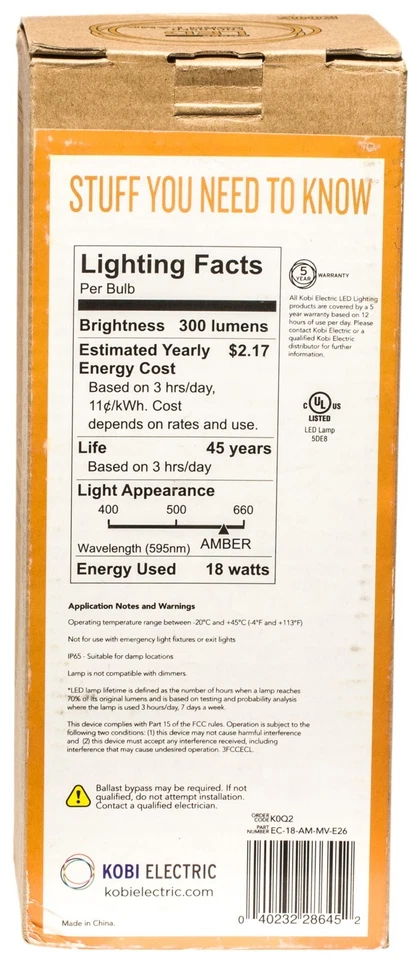 STUFF YOU NEED TO KNOW
Lighting Facts
Per Bulb
Brightness 300 lumens
Estimated Yearly $2.17
Energy Cost
Based on 3 hrs/day,
11¢/kWh. Cost
depends on rates and use.
Life 45 years
Based on 3 hrs/day
Light Appearance
400 500 660
Wavelength (595nm) AMBER
Energy Used 18 watts
5
YEAR
WARRANTY
All Kobi Electric LED Lighting
products are covered by a 5
year warranty based on 12
hours of use per day. Please
contact Kobi Electric or a
qualified Kobi Electric
distributor for further
information.
c UL us
LISTED
LED Lamp
5DE8
Application Notes and Warnings
Operating temperature range between -20°C and +45°C (-4°F and +113°F)
Not for use with emergency light fixtures or exit lights
IP65 - Suitable for damp locations
Lamp is not compatible with dimmers.
*LED lamp lifetime is defined as the number of hours when a lamp reaches
70% of its original lumens and is based on testing and probability analysis
where the lamp is used 3 hours/day, 7 days a week.
This device complies with Part 15 of the FCC rules. Operation is subject to the
following two conditions: (1) this device may not cause harmful interference
and (2) this device must accept any interference received, including
interference that may cause undesired operation. 3FCCECL.
Ballast bypass may be required. If not
qualified, do not attempt installation.
Contact a qualified electrician.
ORDER
CODE K0Q2
PART
NUMBER EC-18-AM-MV-E26
KOBI ELECTRIC
kobielectric.com
Made in China.
0 40232 28645 2